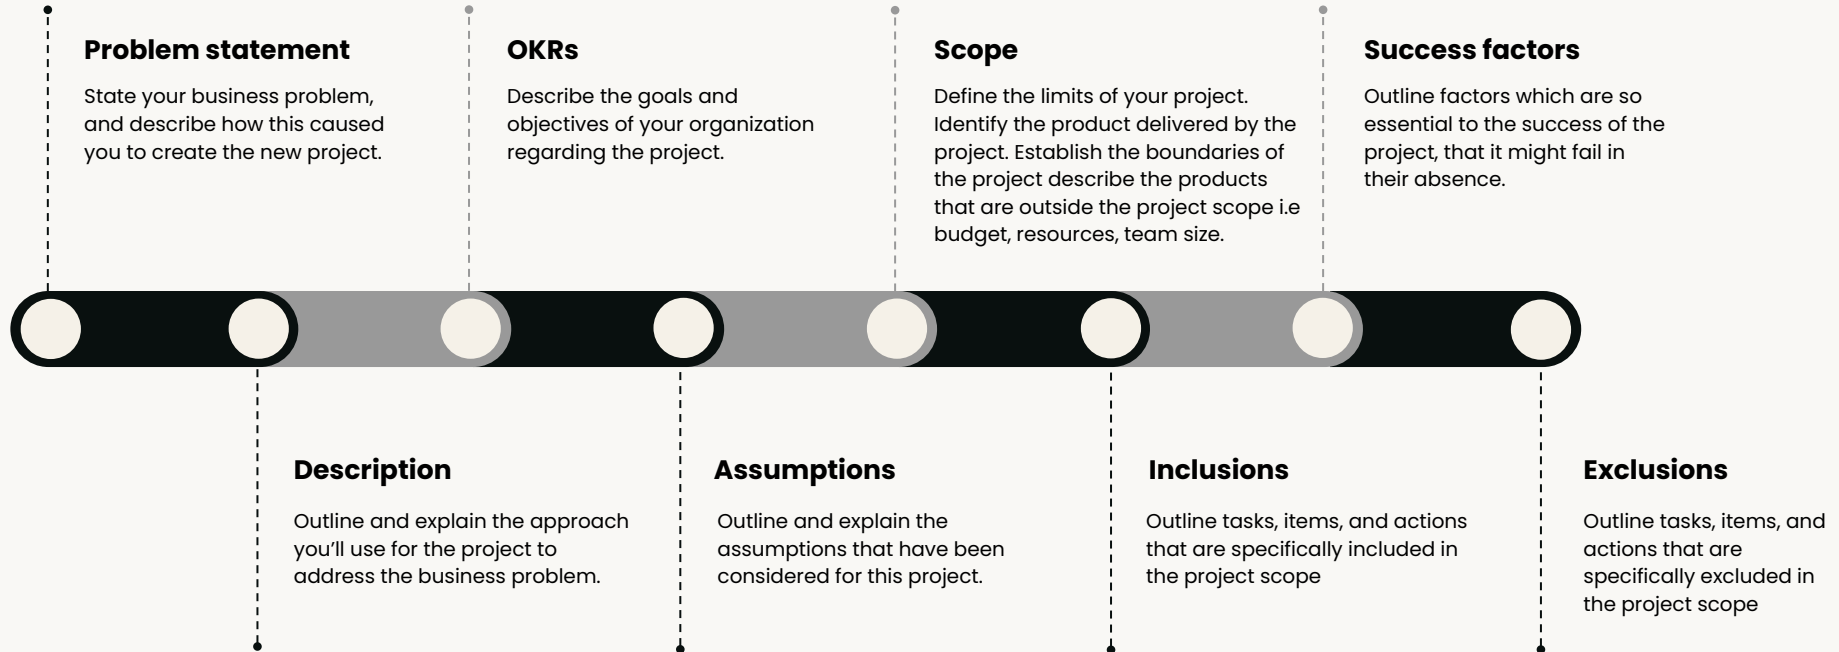 Problem statement
State your business problem,
and describe how this caused
you to create the new project.
OKRs
Describe the goals and
objectives of your organization
regarding the project.
Scope
Define the limits of your project.
Identify the product delivered by the
project. Establish the boundaries of
the project describe the products
that are outside the project scope i.e
budget, resources, team size.
Success factors
Outline factors which are so
essential to the success of the
project, that it might fail in
their absence.
Description
Outline and explain the approach
you’ll use for the project to
address the business problem.
Assumptions
Outline and explain the
assumptions that have been
considered for this project.
Inclusions
Outline tasks, items, and actions
that are specifically included in
the project scope
Exclusions
Outline tasks, items, and
actions that are
specifically excluded in
the project scope